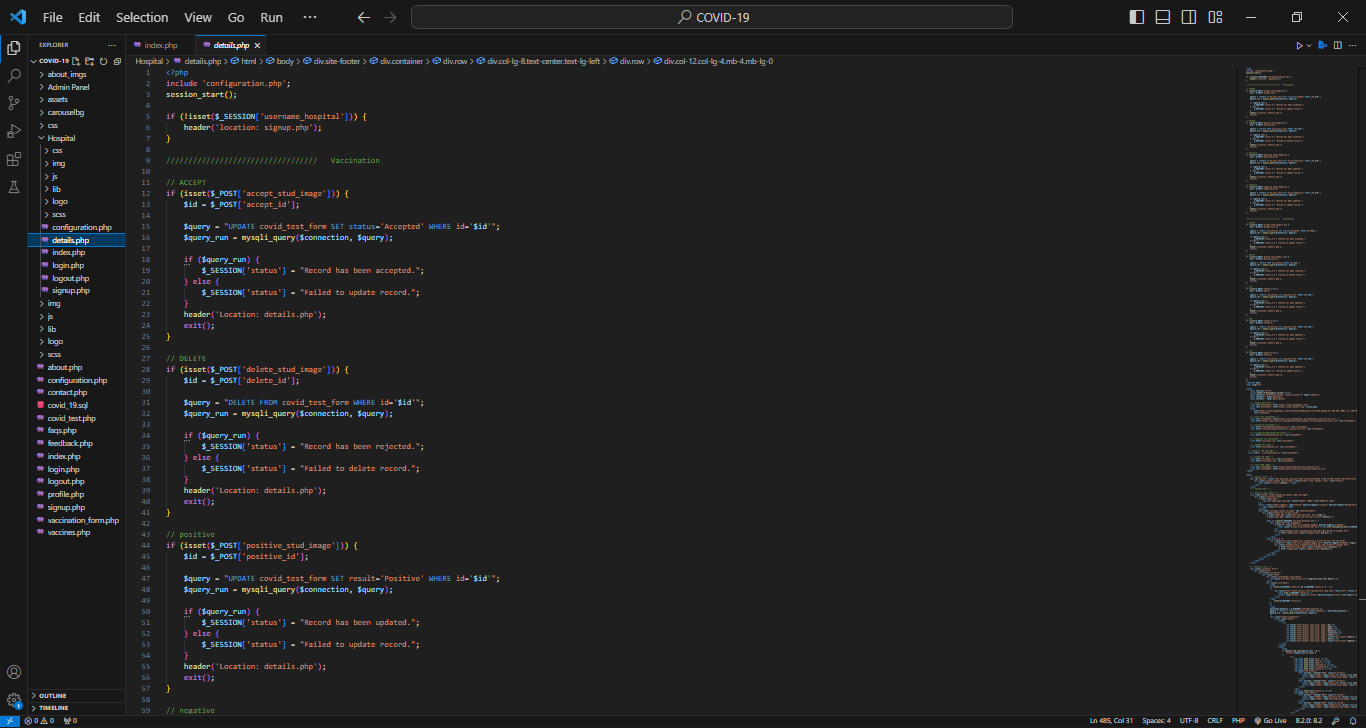 File Edit Selection View Go Run ··· COVID-19
EXPLORER ···
COVID-19
about_imgs
Admin Panel
assets
carouselbg
css
Hospital
css
img
js
lib
logo
scss
configuration.php
details.php
index.php
login.php
logout.php
signup.php
img
js
lib
logo
scss
about.php
configuration.php
contact.php
covid_19.sql
covid_test.php
faqs.php
feedback.php
index.php
login.php
logout.php
profile.php
signup.php
vaccination_form.php
vaccines.php
OUTLINE
TIMELINE
index.php details.php
Hospital > details.php > html > body > div.site-footer > div.container > div.row > div.col-lg-8.text-center.text-lg-left > div.row > div.col-12.col-lg-4.mb-4.mb-lg-0
1 <?php
2 include 'configuration.php';
3 session_start();
4
5 if (!isset($_SESSION['username_hospital'])) {
6 header('location: signup.php');
7 }
8
9 ////////////////////////////////// Vaccination
10
11 // ACCEPT
12 if (isset($_POST['accept_stud_image'])) {
13 $id = $_POST['accept_id'];
14
15 $query = "UPDATE covid_test_form SET status='Accepted' WHERE id='$id'";
16 $query_run = mysqli_query($connection, $query);
17
18 if ($query_run) {
19 $_SESSION['status'] = "Record has been accepted.";
20 } else {
21 $_SESSION['status'] = "Failed to update record.";
22 }
23 header('Location: details.php');
24 exit();
25 }
26
27 // DELETE
28 if (isset($_POST['delete_stud_image'])) {
29 $id = $_POST['delete_id'];
30
31 $query = "DELETE FROM covid_test_form WHERE id='$id'";
32 $query_run = mysqli_query($connection, $query);
33
34 if ($query_run) {
35 $_SESSION['status'] = "Record has been rejected.";
36 } else {
37 $_SESSION['status'] = "Failed to delete record.";
38 }
39 header('Location: details.php');
40 exit();
41 }
42
43 // positive
44 if (isset($_POST['positive_stud_image'])) {
45 $id = $_POST['positive_id'];
46
47 $query = "UPDATE covid_test_form SET result='Positive' WHERE id='$id'";
48 $query_run = mysqli_query($connection, $query);
49
50 if ($query_run) {
51 $_SESSION['status'] = "Record has been updated.";
52 } else {
53 $_SESSION['status'] = "Failed to update record.";
54 }
55 header('Location: details.php');
56 exit();
57 }
58
59 // negative
0 0 0 Ln 485, Col 31 Spaces: 4 UTF-8 CRLF PHP Go Live 8.2.0: 8.2